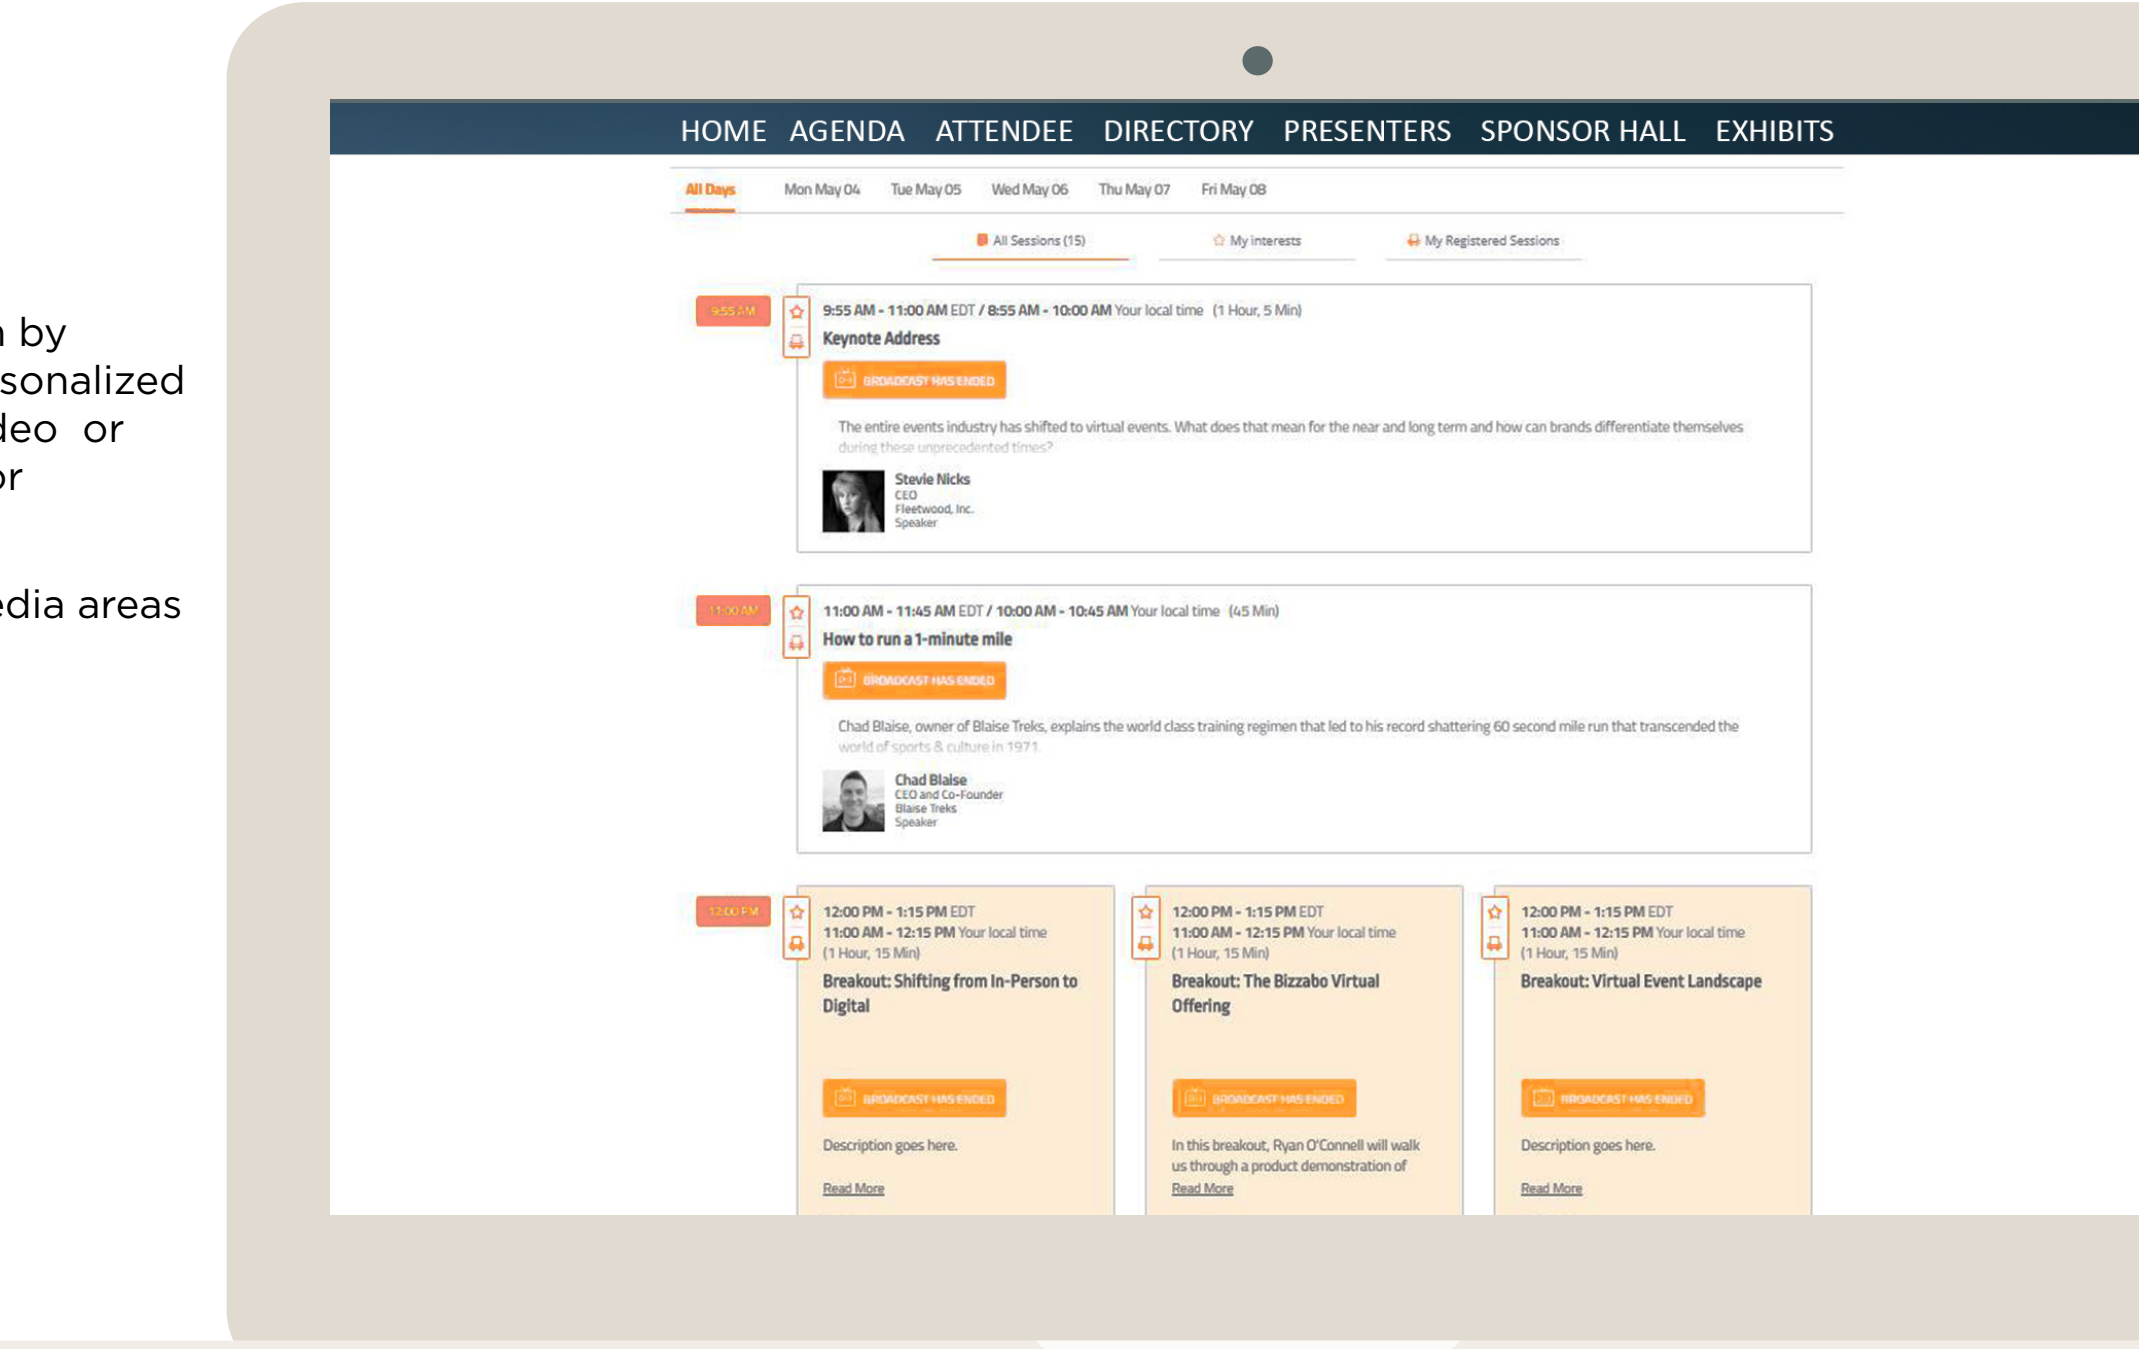 HOME AGENDA ATTENDEE DIRECTORY PRESENTERS SPONSOR HALL EXHIBITS
All Days Mon May 04 Tue May 05 Wed May 06 Thu May 07 Fri May 08
All Sessions (15) My interests My Registered Sessions
by
sonalized
deo or
or
edia areas
9:55 AM
9:55 AM - 11:00 AM EDT / 8:55 AM - 10:00 AM Your local time (1 Hour, 5 Min)
Keynote Address
BROADCAST HAS ENDED
The entire events industry has shifted to virtual events. What does that mean for the near and long term and how can brands differentiate themselves
during these unprecedented times?
Stevie Nicks
CEO
Fleetwood, Inc.
Speaker
11:00 AM
11:00 AM - 11:45 AM EDT / 10:00 AM - 10:45 AM Your local time (45 Min)
How to run a 1-minute mile
BROADCAST HAS ENDED
Chad Blaise, owner of Blaise Treks, explains the world class training regimen that led to his record shattering 60 second mile run that transcended the
world of sports & culture in 1971.
Chad Blaise
CEO and Co-Founder
Blaise Treks
Speaker
12:00 PM
12:00 PM - 1:15 PM EDT
11:00 AM - 12:15 PM Your local time
(1 Hour, 15 Min)
Breakout: Shifting from In-Person to
Digital
BROADCAST HAS ENDED
Description goes here.
Read More
12:00 PM - 1:15 PM EDT
11:00 AM - 12:15 PM Your local time
(1 Hour, 15 Min)
Breakout: The Bizzabo Virtual
Offering
BROADCAST HAS ENDED
In this breakout, Ryan O'Connell will walk
us through a product demonstration of
Read More
12:00 PM - 1:15 PM EDT
11:00 AM - 12:15 PM Your local time
(1 Hour, 15 Min)
Breakout: Virtual Event Landscape
BROADCAST HAS ENDED
Description goes here.
Read More